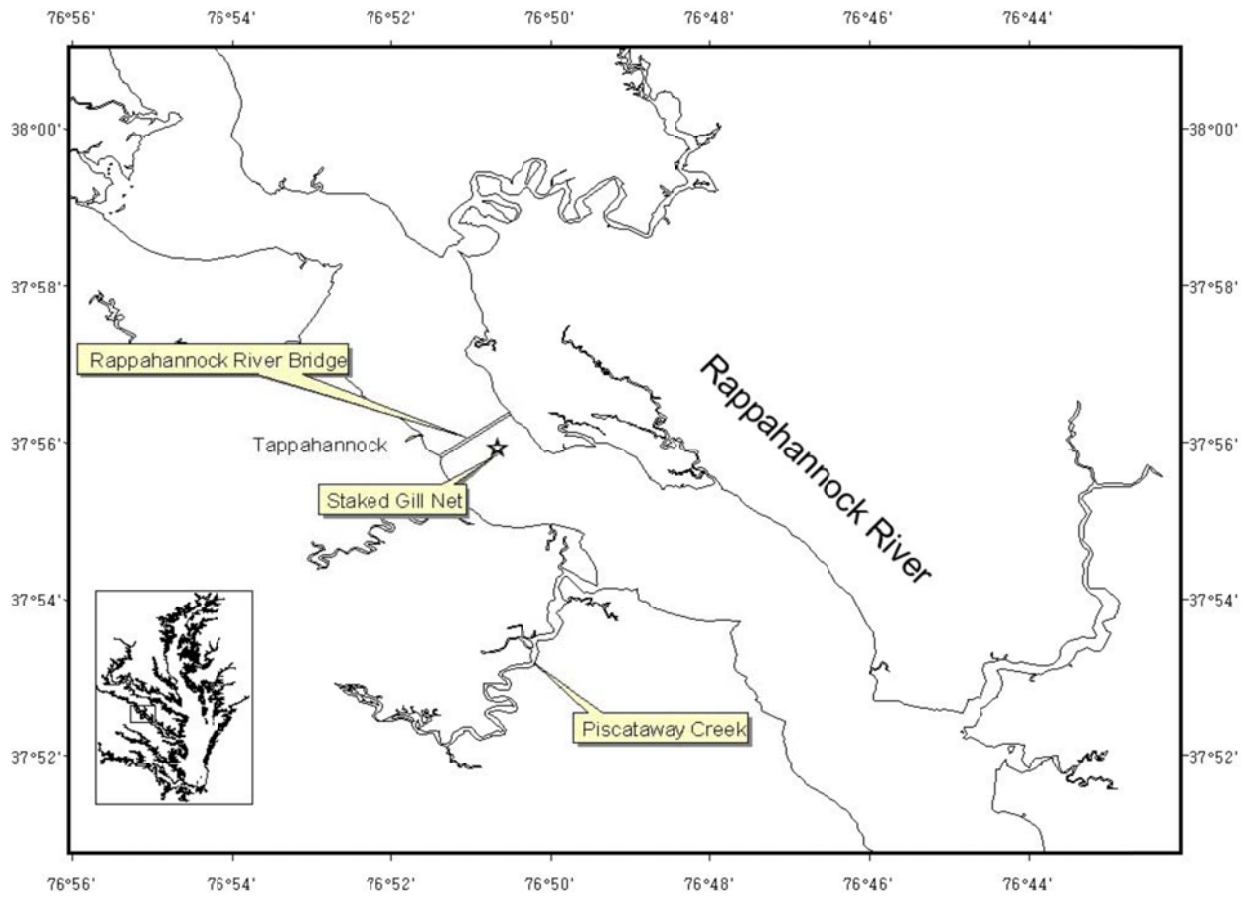 76°56' 76°54' 76°52' 76°50' 76°48' 76°46' 76°44'
38°00' 38°00'
37°58' 37°58'
Rappahannock River Bridge
Rappahannock River
37°56' Tappahannock 37°56'
Staked Gill Net
37°54' 37°54'
Piscataway Creek
37°52' 37°52'
76°56' 76°54' 76°52' 76°50' 76°48' 76°46' 76°44'